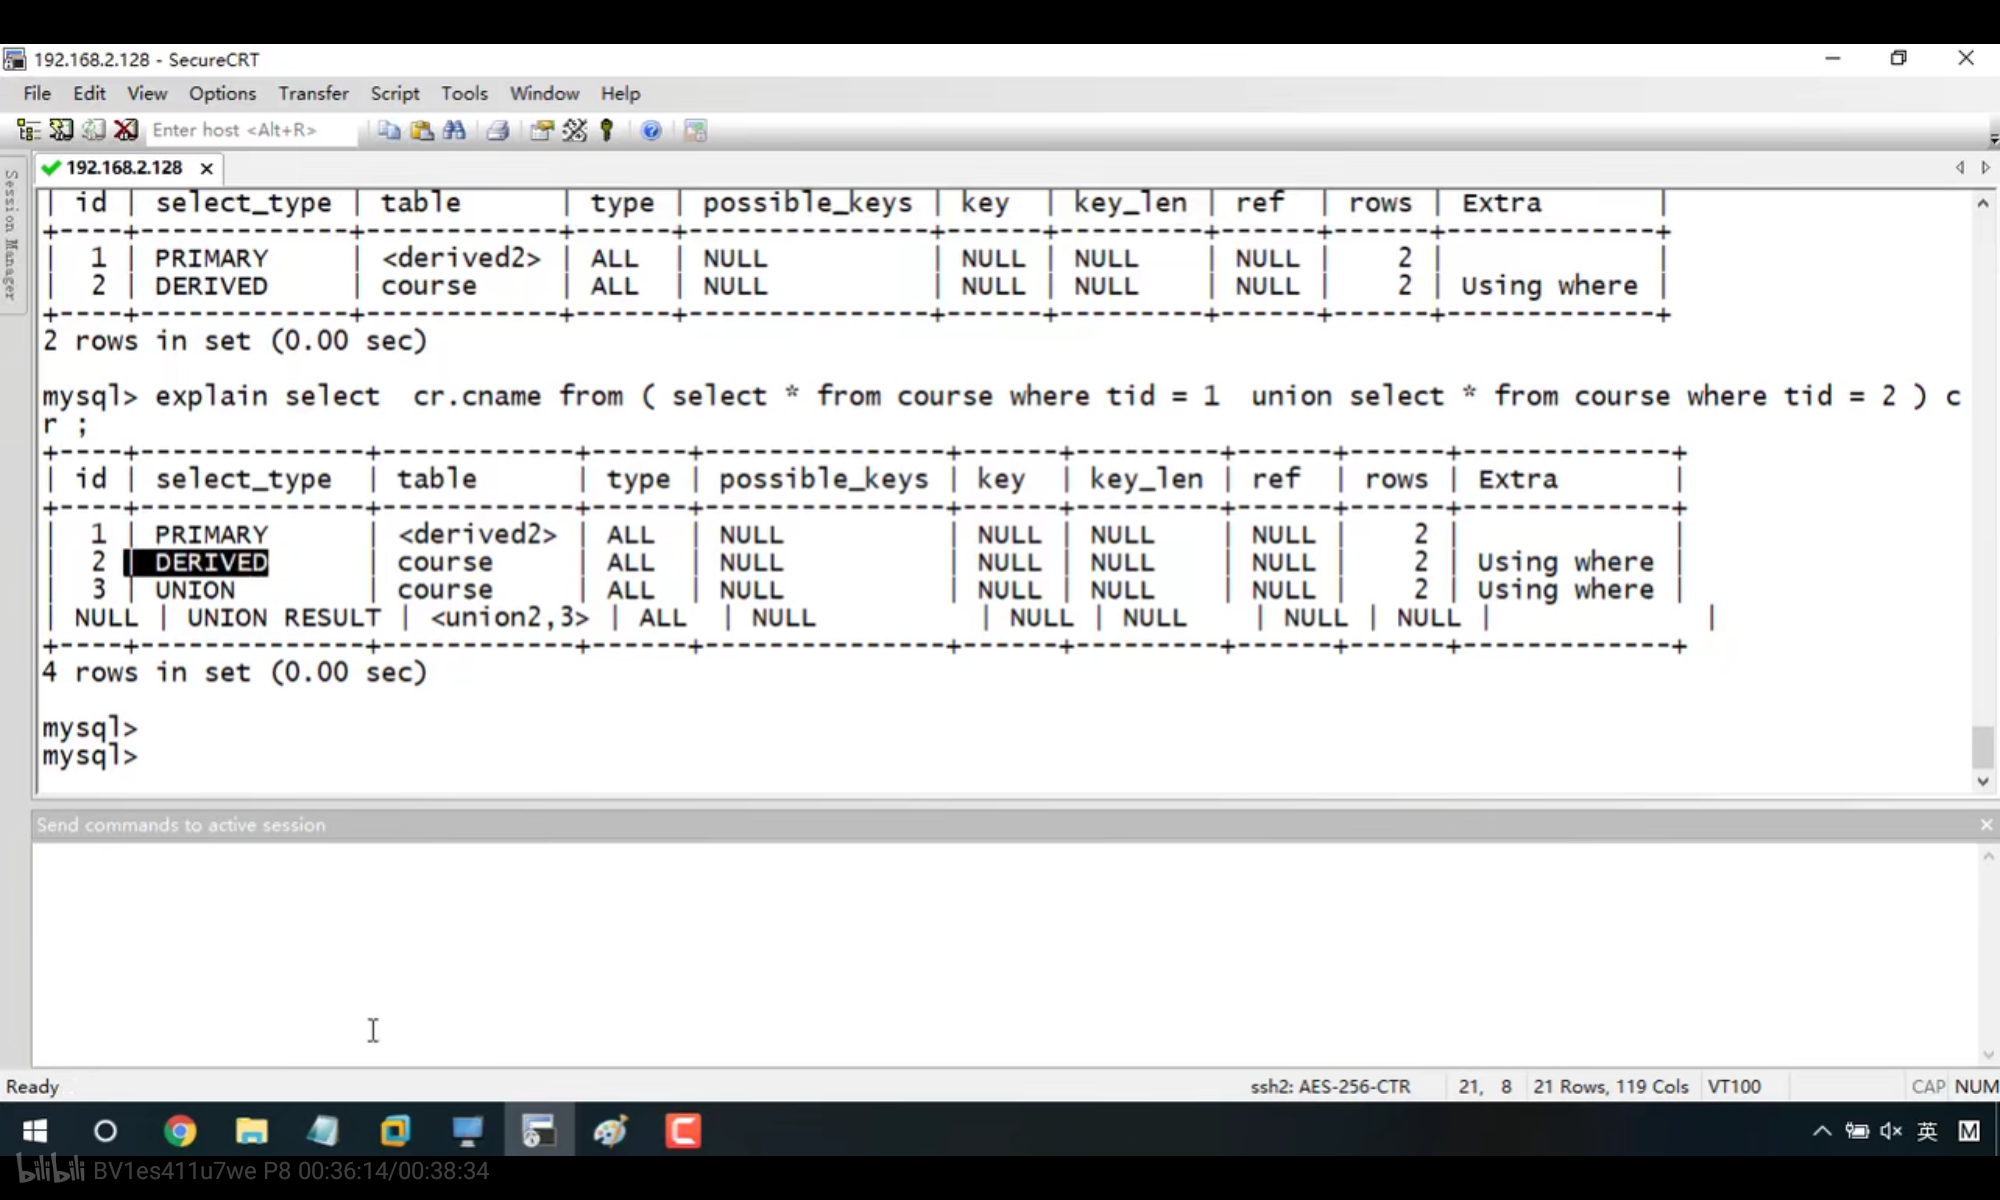 192.168.2.128 - SecureCRT
File Edit View Options Transfer Script Tools Window Help
Enter host <Alt+R>
192.168.2.128
Session Manager
| id | select_type | table | type | possible_keys | key | key_len | ref | rows | Extra |
+----+-------------+------------+------+---------------+------+---------+------+------+-------------+
| 1 | PRIMARY | <derived2> | ALL | NULL | NULL | NULL | NULL | 2 | |
| 2 | DERIVED | course | ALL | NULL | NULL | NULL | NULL | 2 | Using where |
+----+-------------+------------+------+---------------+------+---------+------+------+-------------+
2 rows in set (0.00 sec)
mysql> explain select  cr.cname from ( select * from course where tid = 1  union select * from course where tid = 2 ) c
r ;
+----+--------------+------------+------+---------------+------+---------+------+------+-------------+
| id | select_type | table | type | possible_keys | key | key_len | ref | rows | Extra |
+----+--------------+------------+------+---------------+------+---------+------+------+-------------+
| 1 | PRIMARY | <derived2> | ALL | NULL | NULL | NULL | NULL | 2 | |
| 2 | DERIVED | course | ALL | NULL | NULL | NULL | NULL | 2 | Using where |
| 3 | UNION | course | ALL | NULL | NULL | NULL | NULL | 2 | Using where |
| NULL | UNION RESULT | <union2,3> | ALL | NULL | NULL | NULL | NULL | NULL | |
+----+--------------+------------+------+---------------+------+---------+------+------+-------------+
4 rows in set (0.00 sec)
mysql>
mysql>
Send commands to active session
Ready ssh2: AES-256-CTR 21, 8 21 Rows, 119 Cols VT100 CAP NUM
英 M
bilibili BV1es411u7we P8 00:36:14/00:38:34